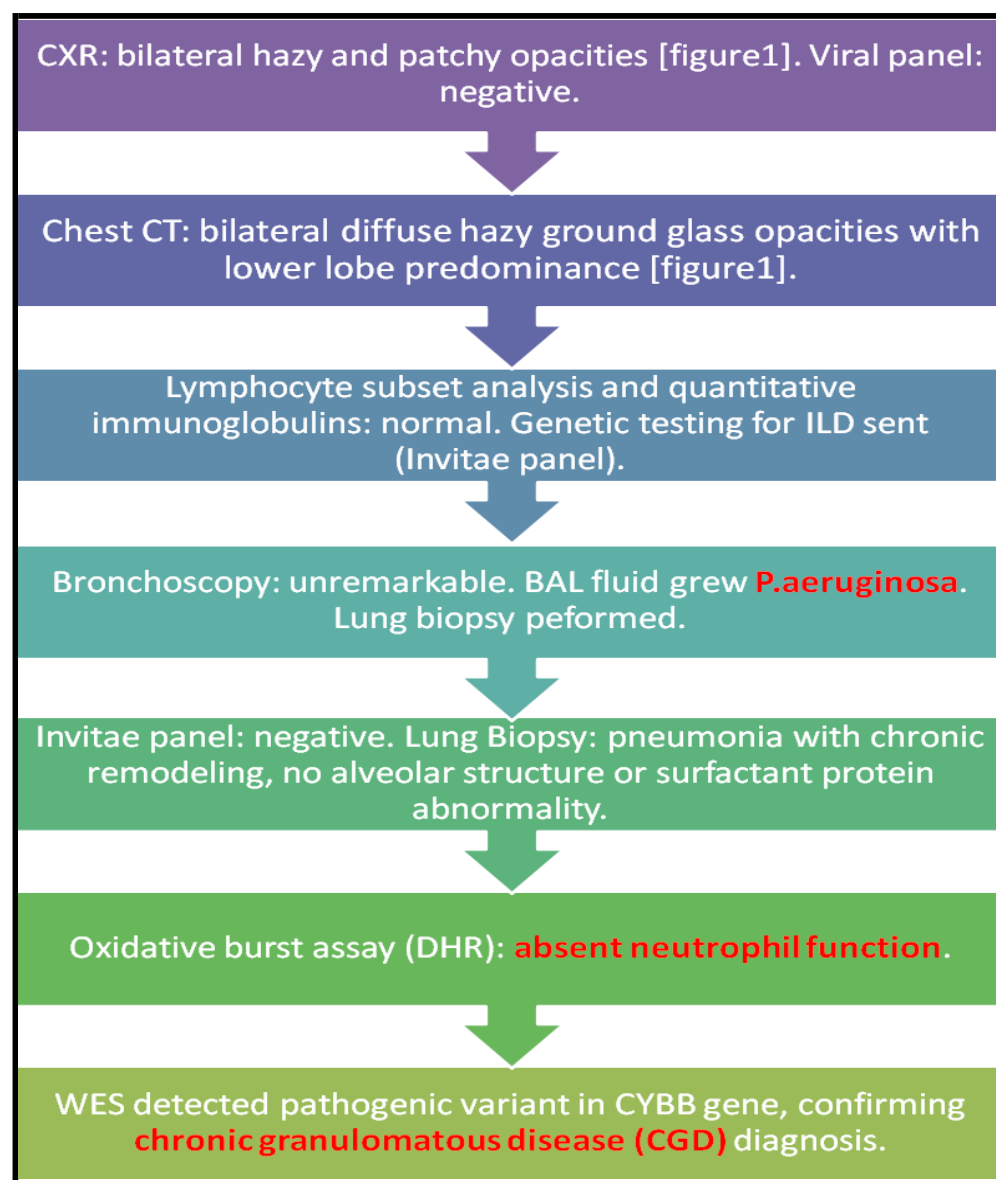 CXR: bilateral hazy and patchy opacities [figure1]. Viral panel:
negative.
Chest CT: bilateral diffuse hazy ground glass opacities with
lower lobe predominance [figure1].
Lymphocyte subset analysis and quantitative
immunoglobulins: normal. Genetic testing for ILD sent
(Invitae panel).
Bronchoscopy: unremarkable. BAL fluid grew P.aeruginosa.
Lung biopsy peformed.
Invitae panel: negative. Lung Biopsy: pneumonia with chronic
remodeling, no alveolar structure or surfactant protein
abnormality.
Oxidative burst assay (DHR): absent neutrophil function.
WES detected pathogenic variant in CYBB gene, confirming
chronic granulomatous disease (CGD) diagnosis.